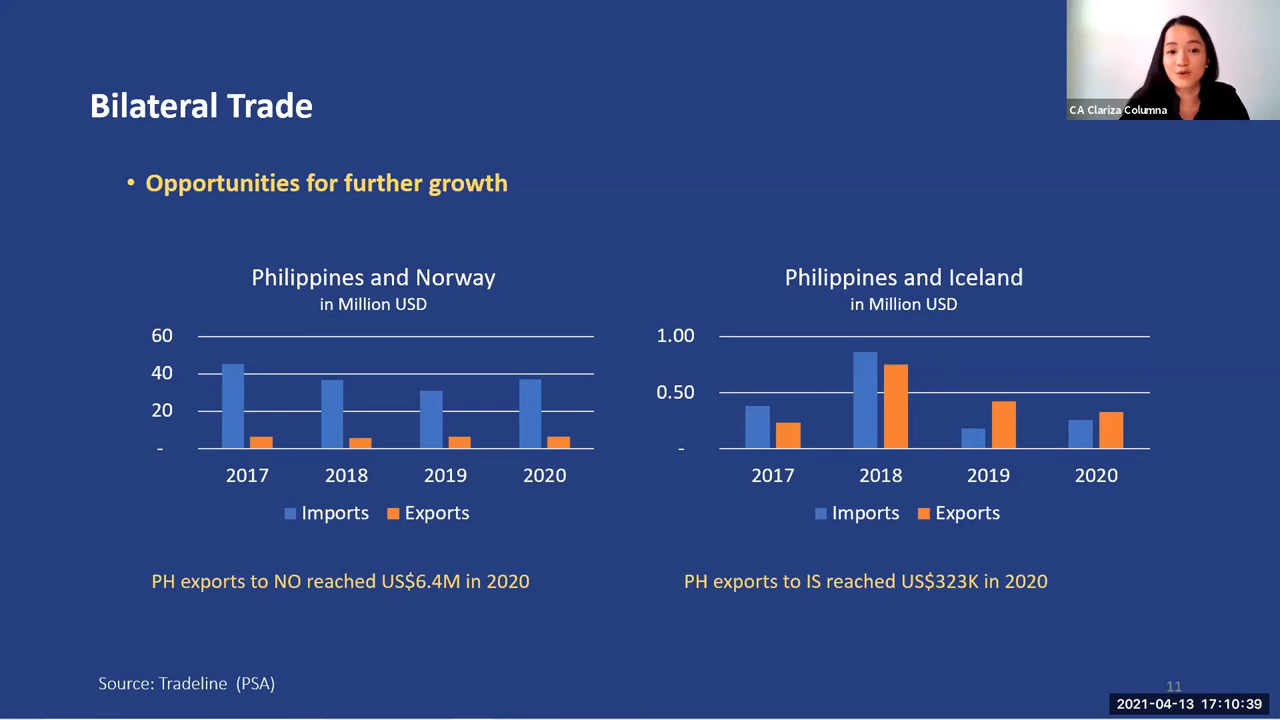 CA Clariza Columna
Bilateral Trade
• Opportunities for further growth
Philippines and Norway
in Million USD
60
40
20
-
2017 2018 2019 2020
Imports Exports
PH exports to NO reached US$6.4M in 2020
Philippines and Iceland
in Million USD
1.00
0.50
-
2017 2018 2019 2020
Imports Exports
PH exports to IS reached US$323K in 2020
Source: Tradeline (PSA)
11
2021-04-13 17:10:39